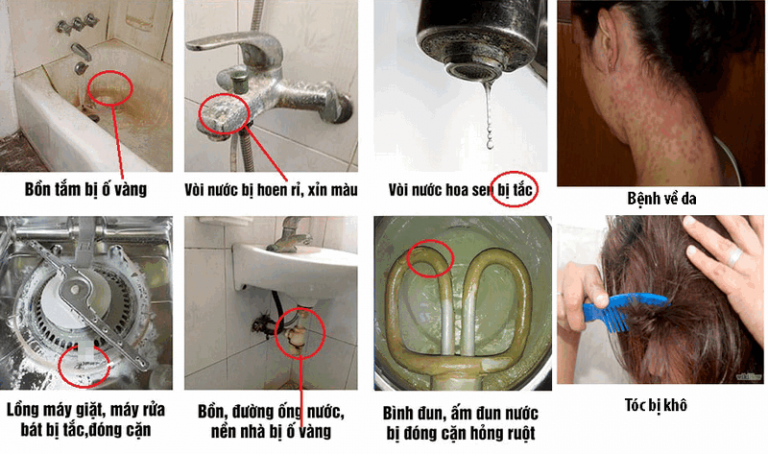 Bồn tắm bị ố vàng
Vòi nước bị hoen rỉ, xỉn màu
Vòi nước hoa sen bị tắc
Bệnh về da
Lồng máy giặt, máy rửa
bát bị tắc,đóng cặn
Bồn, đường ống nước,
nền nhà bị ố vàng
Bình đun, ấm đun nước
bị đóng cặn hỏng ruột
Tóc bị khô